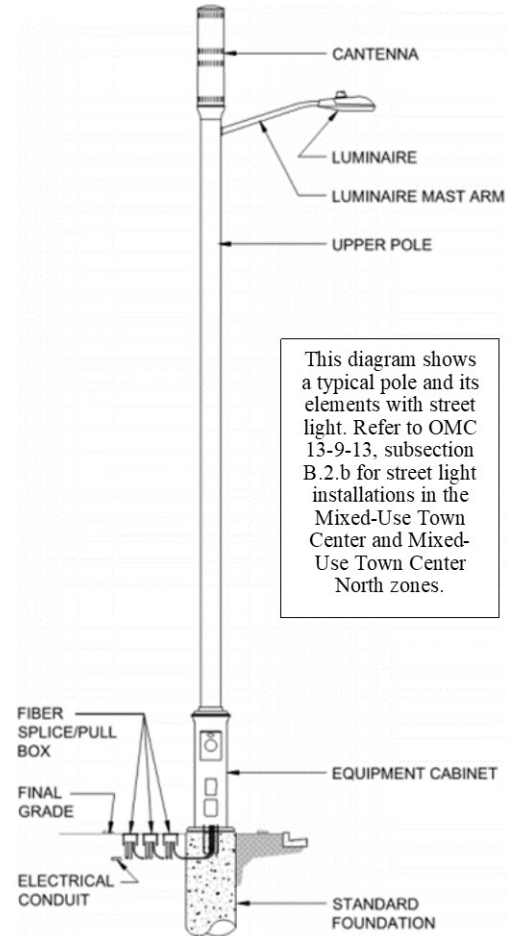 CANTENNA
LUMINAIRE
LUMINAIRE MAST ARM
UPPER POLE
This diagram shows
a typical pole and its
elements with street
light. Refer to OMC
13-9-13, subsection
B.2.b for street light
installations in the
Mixed-Use Town
Center and Mixed-
Use Town Center
North zones.
FIBER
SPLICE/PULL
BOX
EQUIPMENT CABINET
FINAL
GRADE
ELECTRICAL
CONDUIT
STANDARD
FOUNDATION